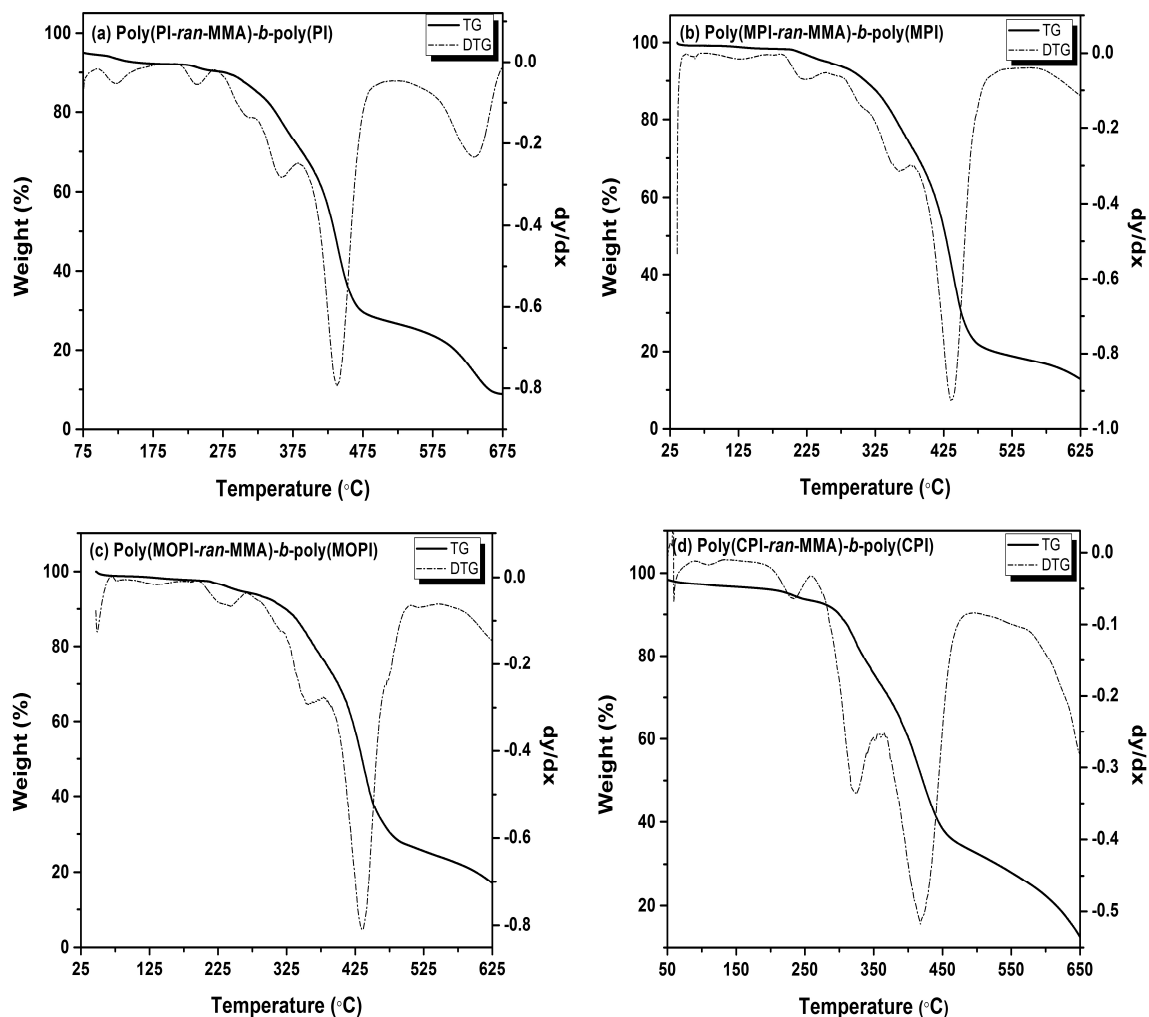 (a) Poly(PI-ran-MMA)-b-poly(PI)
TG
DTG
100
80
60
40
20
0
Weight (%)
0.0
-0.2
-0.4
-0.6
-0.8
dy/dx
75 175 275 375 475 575 675
Temperature (°C)
(b) Poly(MPI-ran-MMA)-b-poly(MPI)
TG
DTG
100
80
60
40
20
0
Weight (%)
0.0
-0.2
-0.4
-0.6
-0.8
-1.0
dy/dx
25 125 225 325 425 525 625
Temperature (°C)
(c) Poly(MOPI-ran-MMA)-b-poly(MOPI)
TG
DTG
100
80
60
40
20
0
Weight (%)
0.0
-0.2
-0.4
-0.6
-0.8
dy/dx
25 125 225 325 425 525 625
Temperature (°C)
(d) Poly(CPI-ran-MMA)-b-poly(CPI)
TG
DTG
100
80
60
40
20
Weight (%)
0.0
-0.1
-0.2
-0.3
-0.4
-0.5
dy/dx
50 150 250 350 450 550 650
Temperature (°C)